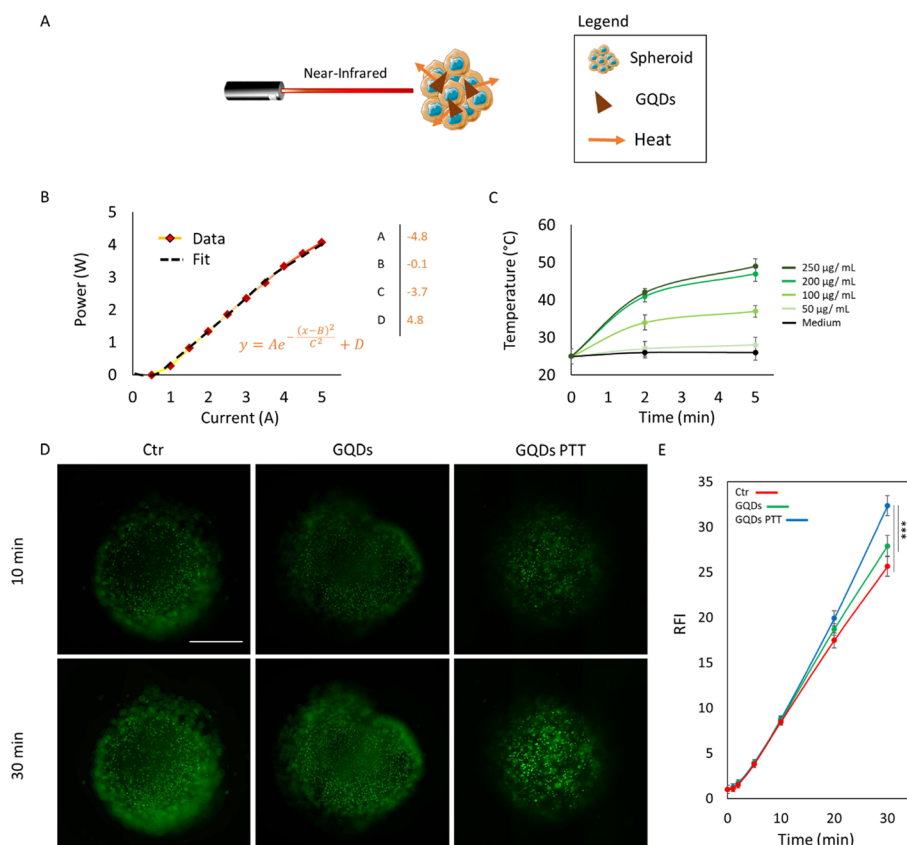 A
Near-Infrared
Legend
Spheroid
GQDs
Heat
B
Power (W)
5
4
3
2
1
0
0 1 2 3 4 5
Current (A)
Data
Fit
y = Ae^{-\frac{(x-B)^2}{C^2}} + D
A -4.8
B -0.1
C -3.7
D 4.8
C
Temperature (°C)
60
50
40
30
20
0 1 2 3 4 5
Time (min)
250 µg/ mL
200 µg/ mL
100 µg/ mL
50 µg/ mL
Medium
D
Ctr GQDs GQDs PTT
10 min
30 min
E
RFI
35
30
25
20
15
10
5
0
0 10 20 30
Time (min)
Ctr
GQDs
GQDs PTT
***